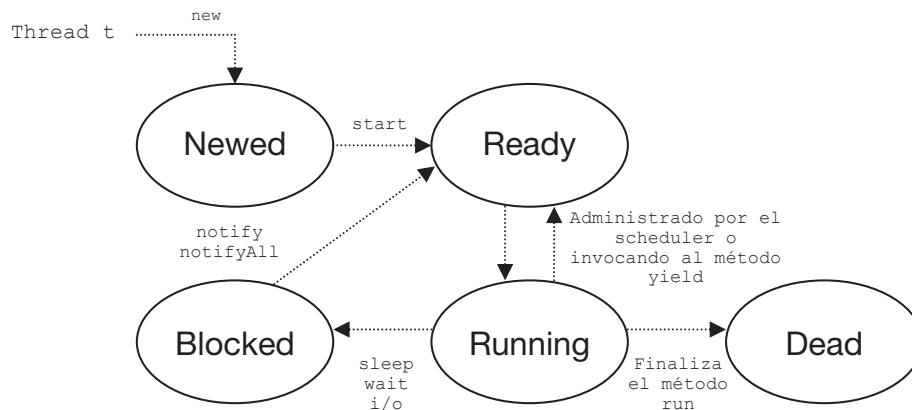 new
Thread t
Newed
start
Ready
notify
notifyAll
Administrado por el
scheduler o
invocando al método
yield
Blocked
sleep
wait
i/o
Running
Finaliza
el método
run
Dead